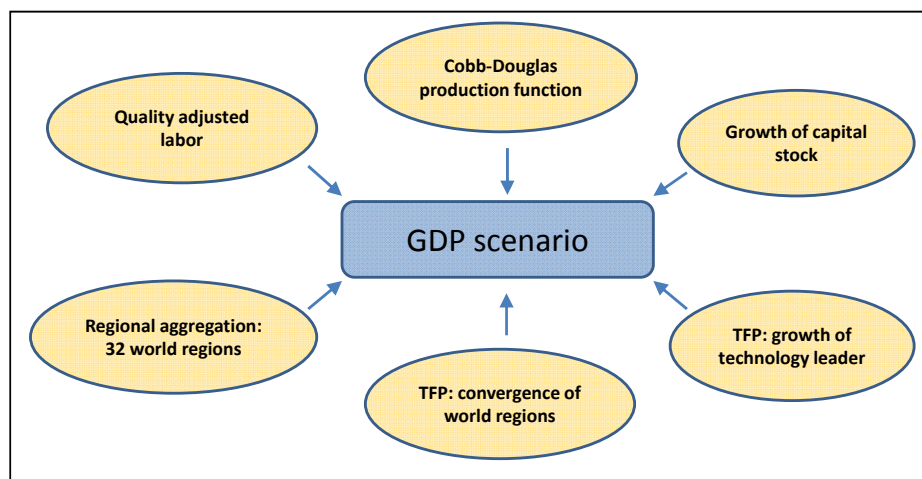 Cobb-Douglas
production function
Quality adjusted
labor
Growth of capital
stock
GDP scenario
Regional aggregation:
32 world regions
TFP: growth of
technology leader
TFP: convergence of
world regions